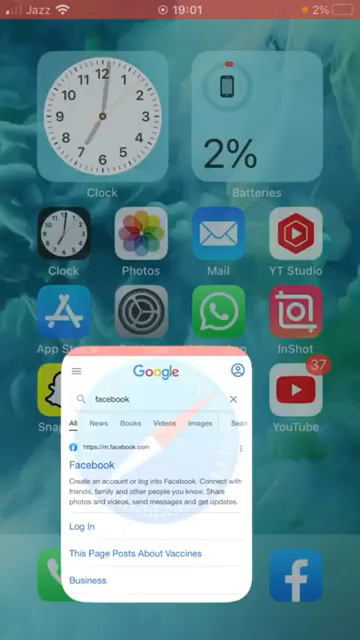 Jazz 19:01 2%
12
11 1
10 2
9 3
8 4
7 5
6
2%
Clock Batteries
Clock Photos Mail YT Studio
App InShot
37
Snap YouTube
Google
facebook
All News Books Videos Images
https://m.facebook.com
Facebook
Create an account or log into Facebook. Connect with
friends, family and other people you know. Share
photos and videos, send messages and get updates.
Log In
This Page Posts About Vaccines
Business